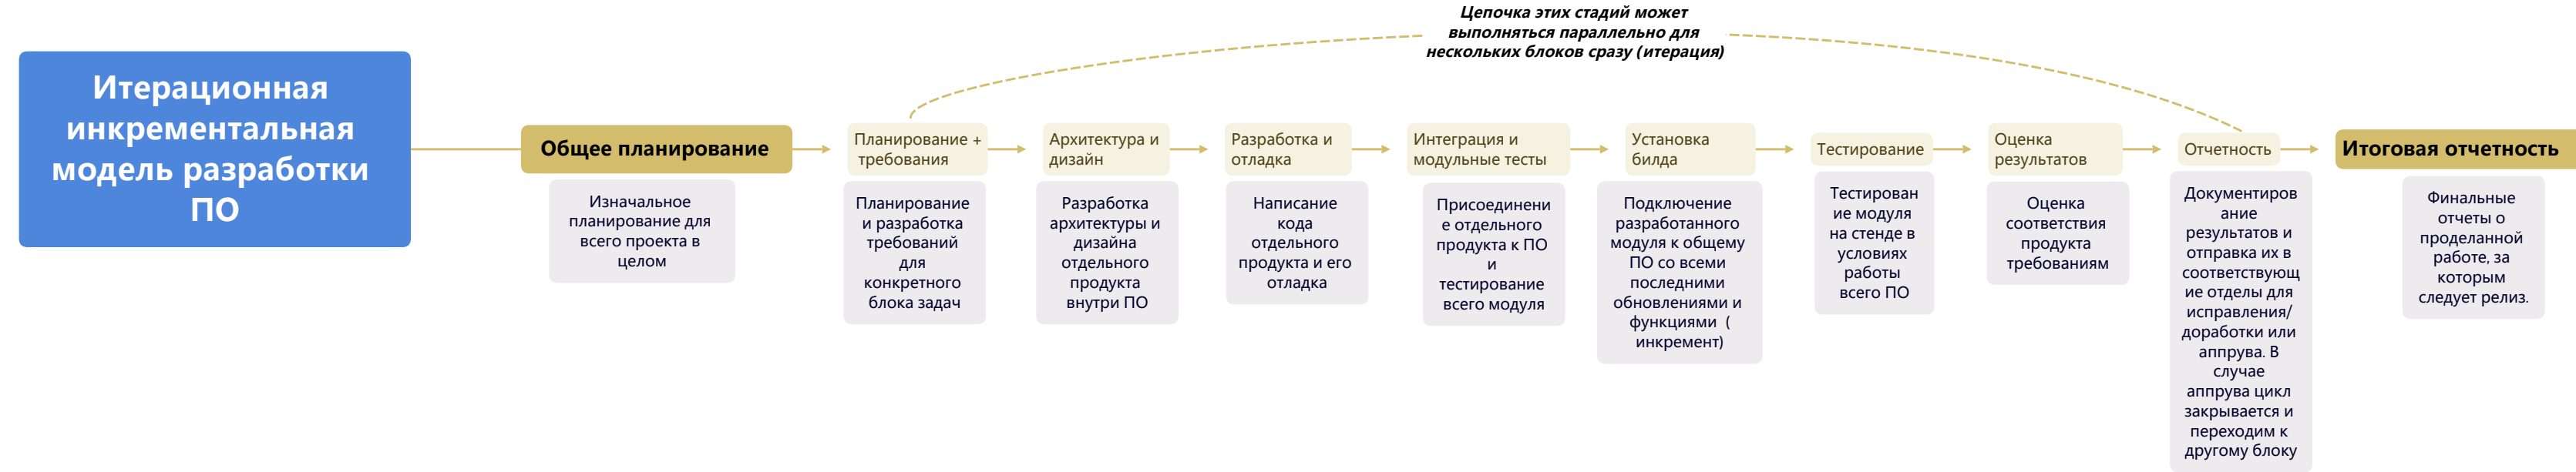 Цепочка этих стадий может
выполняться параллельно для
нескольких блоков сразу (итерация)
Итерационная
инкрементальная
модель разработки
ПО
Общее планирование
Изначальное
планирование для
всего проекта в
целом
Планирование +
требования
Планирование
и разработка
требований
для
конкретного
блока задач
Архитектура и
дизайн
Разработка
архитектуры и
дизайна
отдельного
продукта
внутри ПО
Разработка и
отладка
Написание
кода
отдельного
продукта и его
отладка
Интеграция и
модульные тесты
Присоединени
е отдельного
продукта к ПО
и
тестирование
всего модуля
Установка
билда
Подключение
разработанного
модуля к общему
ПО со всеми
последними
обновлениями и
функциями (
инкремент)
Тестирование
Тестирован
ие модуля
на стенде в
условиях
работы
всего ПО
Оценка
результатов
Оценка
соответствия
продукта
требованиям
Отчетность
Документиров
ание
результатов и
отправка их в
соответствующ
ие отделы для
исправления/
доработки или
аппрува. В
случае
аппрува цикл
закрывается и
переходим к
другому блоку
Итоговая отчетность
Финальные
отчеты о
проделанной
работе, за
которым
следует релиз.